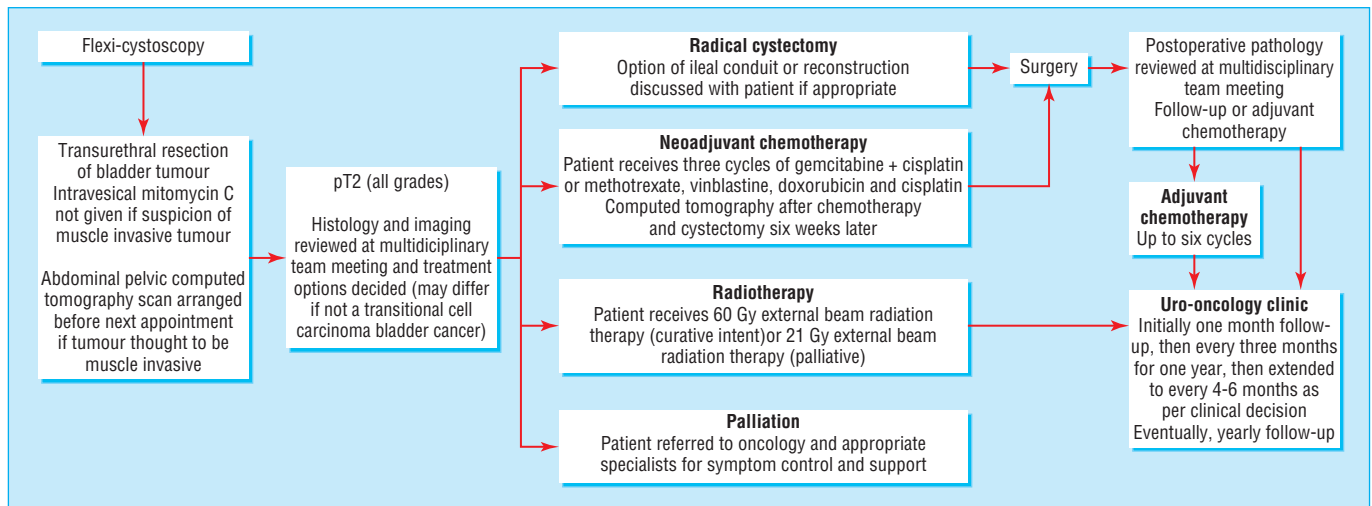 Flexi-cystoscopy
Transurethral resection
of bladder tumour
Intravesical mitomycin C
not given if suspicion of
muscle invasive tumour
Abdominal pelvic computed
tomography scan arranged
before next appointment
if tumour thought to be
muscle invasive
pT2 (all grades)
Histology and imaging
reviewed at multidiciplinary
team meeting and treatment
options decided (may differ
if not a transitional cell
carcinoma bladder cancer)
Radical cystectomy
Option of ileal conduit or reconstruction
discussed with patient if appropriate
Neoadjuvant chemotherapy
Patient receives three cycles of gemcitabine + cisplatin
or methotrexate, vinblastine, doxorubicin and cisplatin
Computed tomography after chemotherapy
and cystectomy six weeks later
Radiotherapy
Patient receives 60 Gy external beam radiation
therapy (curative intent)or 21 Gy external beam
radiation therapy (palliative)
Palliation
Patient referred to oncology and appropriate
specialists for symptom control and support
Surgery
Postoperative pathology
reviewed at multidisciplinary
team meeting
Follow-up or adjuvant
chemotherapy
Adjuvant
chemotherapy
Up to six cycles
Uro-oncology clinic
Initially one month follow-
up, then every three months
for one year, then extended
to every 4-6 months as
per clinical decision
Eventually, yearly follow-up